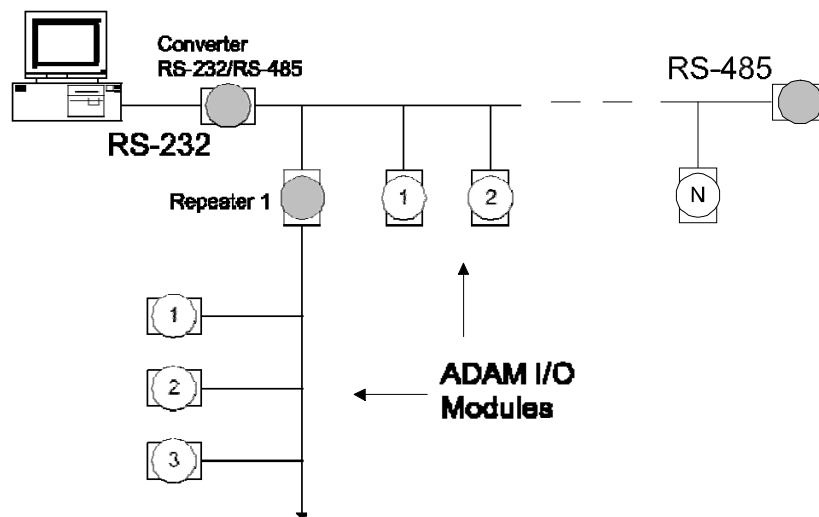 Converter
RS-232/RS-485
RS-485
RS-232
Repeater 1
1
2
N
1
2
3
ADAM I/O
Modules